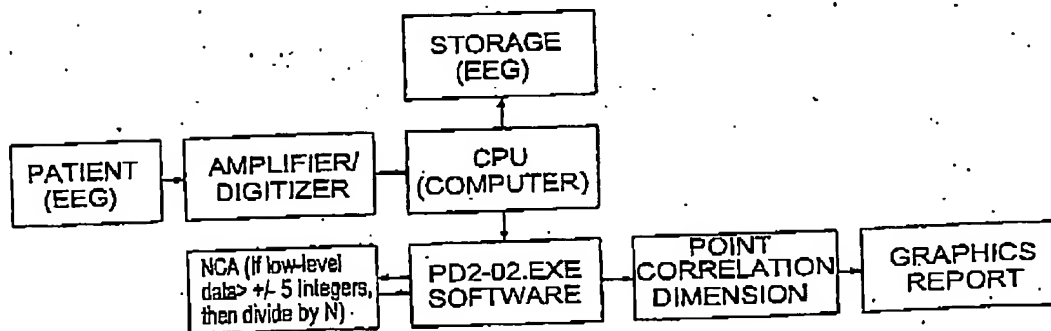 STORAGE
(EEG)
PATIENT
(EEG)
AMPLIFIER/
DIGITIZER
CPU
(COMPUTER)
NCA (If low-level
data> +/- 5 integers,
then divide by N)
PD2-02.EXE
SOFTWARE
POINT
CORRELATION
DIMENSION
GRAPHICS
REPORT